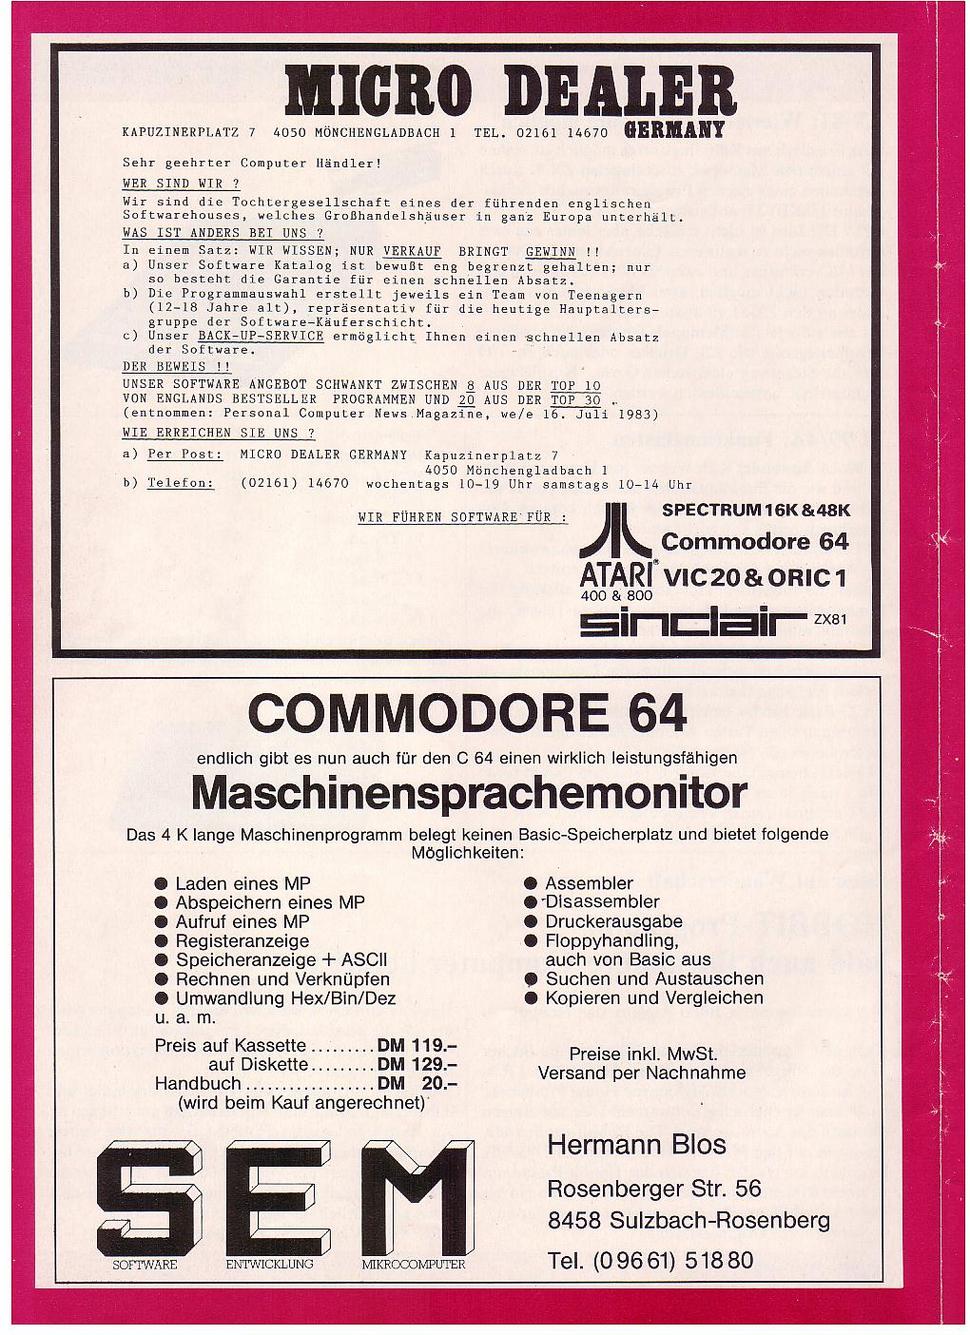 MICRO DEALER
KAPUZINERPLATZ 7 4050 MÖNCHENGLADBACH 1 TEL. 02161 14670 GERMANY
Sehr geehrter Computer Händler!
WER SIND WIR ?
Wir sind die Tochtergesellschaft eines der führenden englischen
Softwarehouses, welches Großhandelshäuser in ganz Europa unterhält.
WAS IST ANDERS BEI UNS ?
In einem Satz: WIR WISSEN; NUR VERKAUF BRINGT GEWINN !!
a) Unser Software Katalog ist bewußt eng begrenzt gehalten; nur
so besteht die Garantie für einen schnellen Absatz.
b) Die Programmauswahl erstellt jeweils ein Team von Teenagern
(12-18 Jahre alt), repräsentativ für die heutige Hauptalters-
gruppe der Software-Käuferschicht.
c) Unser BACK-UP-SERVICE ermöglicht Ihnen einen schnellen Absatz
der Software.
DER BEWEIS !!
UNSER SOFTWARE ANGEBOT SCHWANKT ZWISCHEN 8 AUS DER TOP 10
VON ENGLANDS BESTSELLER PROGRAMMEN UND 20 AUS DER TOP 30 .
(entnommen: Personal Computer News Magazine, we/e 16. Juli 1983)
WIE ERREICHEN SIE UNS ?
a) Per Post: MICRO DEALER GERMANY Kapuzinerplatz 7
4050 Mönchengladbach 1
b) Telefon: (02161) 14670 wochentags 10-19 Uhr samstags 10-14 Uhr
WIR FÜHREN SOFTWARE FÜR :
SPECTRUM 16K & 48K
Commodore 64
ATARI® VIC 20 & ORIC 1
400 & 800
sinclair ZX81
COMMODORE 64
endlich gibt es nun auch für den C 64 einen wirklich leistungsfähigen
Maschinensprachemonitor
Das 4 K lange Maschinenprogramm belegt keinen Basic-Speicherplatz und bietet folgende
Möglichkeiten:
● Laden eines MP
● Abspeichern eines MP
● Aufruf eines MP
● Registeranzeige
● Speicheranzeige + ASCII
● Rechnen und Verknüpfen
● Umwandlung Hex/Bin/Dez
u. a. m.
● Assembler
● Disassembler
● Druckerausgabe
● Floppyhandling,
auch von Basic aus
● Suchen und Austauschen
● Kopieren und Vergleichen
Preis auf Kassette ........ DM 119.–
auf Diskette ......... DM 129.–
Handbuch .................. DM 20.–
(wird beim Kauf angerechnet)
Preise inkl. MwSt.
Versand per Nachnahme
SEM
SOFTWARE ENTWICKLUNG MIKROCOMPUTER
Hermann Blos
Rosenberger Str. 56
8458 Sulzbach-Rosenberg
Tel. (0 96 61) 5 18 80